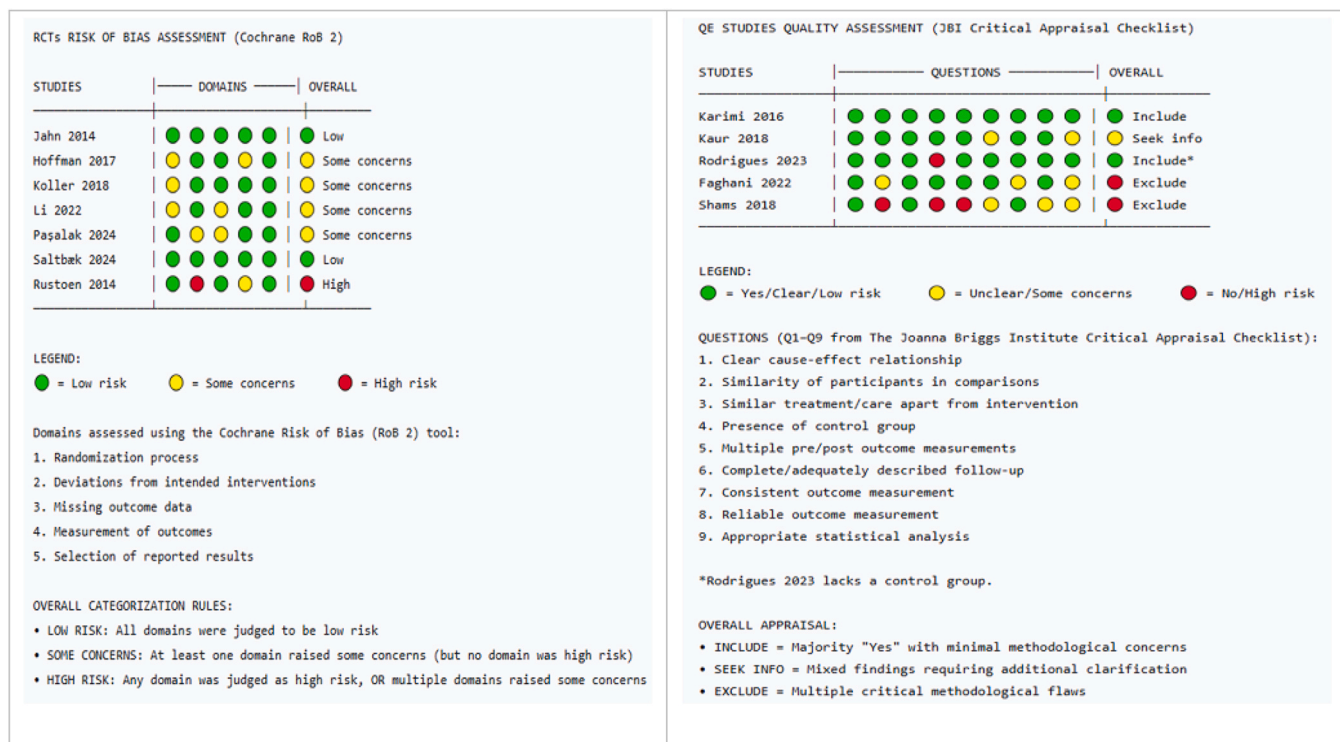 RCTs RISK OF BIAS ASSESSMENT (Cochrane RoB 2)
STUDIES DOMAINS OVERALL
Jahn 2014 Low
Hoffman 2017 Some concerns
Koller 2018 Some concerns
Li 2022 Some concerns
Paşalak 2024 Some concerns
Saltbæk 2024 Low
Rustoen 2014 High
LEGEND:
= Low risk = Some concerns = High risk
Domains assessed using the Cochrane Risk of Bias (RoB 2) tool:
1. Randomization process
2. Deviations from intended interventions
3. Missing outcome data
4. Measurement of outcomes
5. Selection of reported results
OVERALL CATEGORIZATION RULES:
• LOW RISK: All domains were judged to be low risk
• SOME CONCERNS: At least one domain raised some concerns (but no domain was high risk)
• HIGH RISK: Any domain was judged as high risk, OR multiple domains raised some concerns
QE STUDIES QUALITY ASSESSMENT (JBI Critical Appraisal Checklist)
STUDIES QUESTIONS OVERALL
Karimi 2016 Include
Kaur 2018 Seek info
Rodrigues 2023 Include*
Faghani 2022 Exclude
Shams 2018 Exclude
LEGEND:
= Yes/Clear/Low risk = Unclear/Some concerns = No/High risk
QUESTIONS (Q1–Q9 from The Joanna Briggs Institute Critical Appraisal Checklist):
1. Clear cause-effect relationship
2. Similarity of participants in comparisons
3. Similar treatment/care apart from intervention
4. Presence of control group
5. Multiple pre/post outcome measurements
6. Complete/adequately described follow-up
7. Consistent outcome measurement
8. Reliable outcome measurement
9. Appropriate statistical analysis
*Rodrigues 2023 lacks a control group.
OVERALL APPRAISAL:
• INCLUDE = Majority "Yes" with minimal methodological concerns
• SEEK INFO = Mixed findings requiring additional clarification
• EXCLUDE = Multiple critical methodological flaws